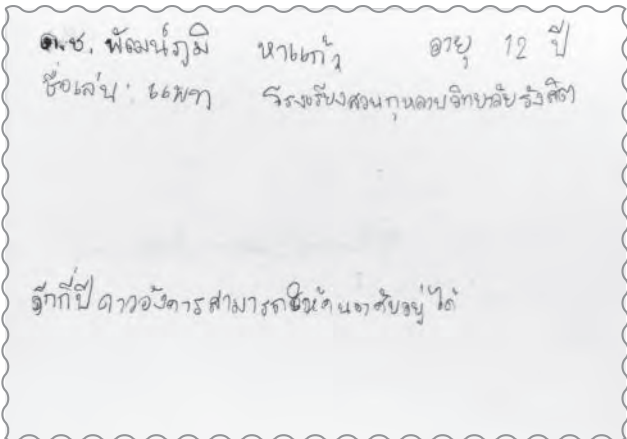 ด.ช. พัฒน์ภูมิ หาแก้ว อายุ 12 ปี
ชื่อเล่น : แพทา โรงเรียนสวนกุหลาบวิทยาลัยรังสิต
อีกกี่ปี ดาวอังคารสามารถให้คนอาศัยอยู่ได้